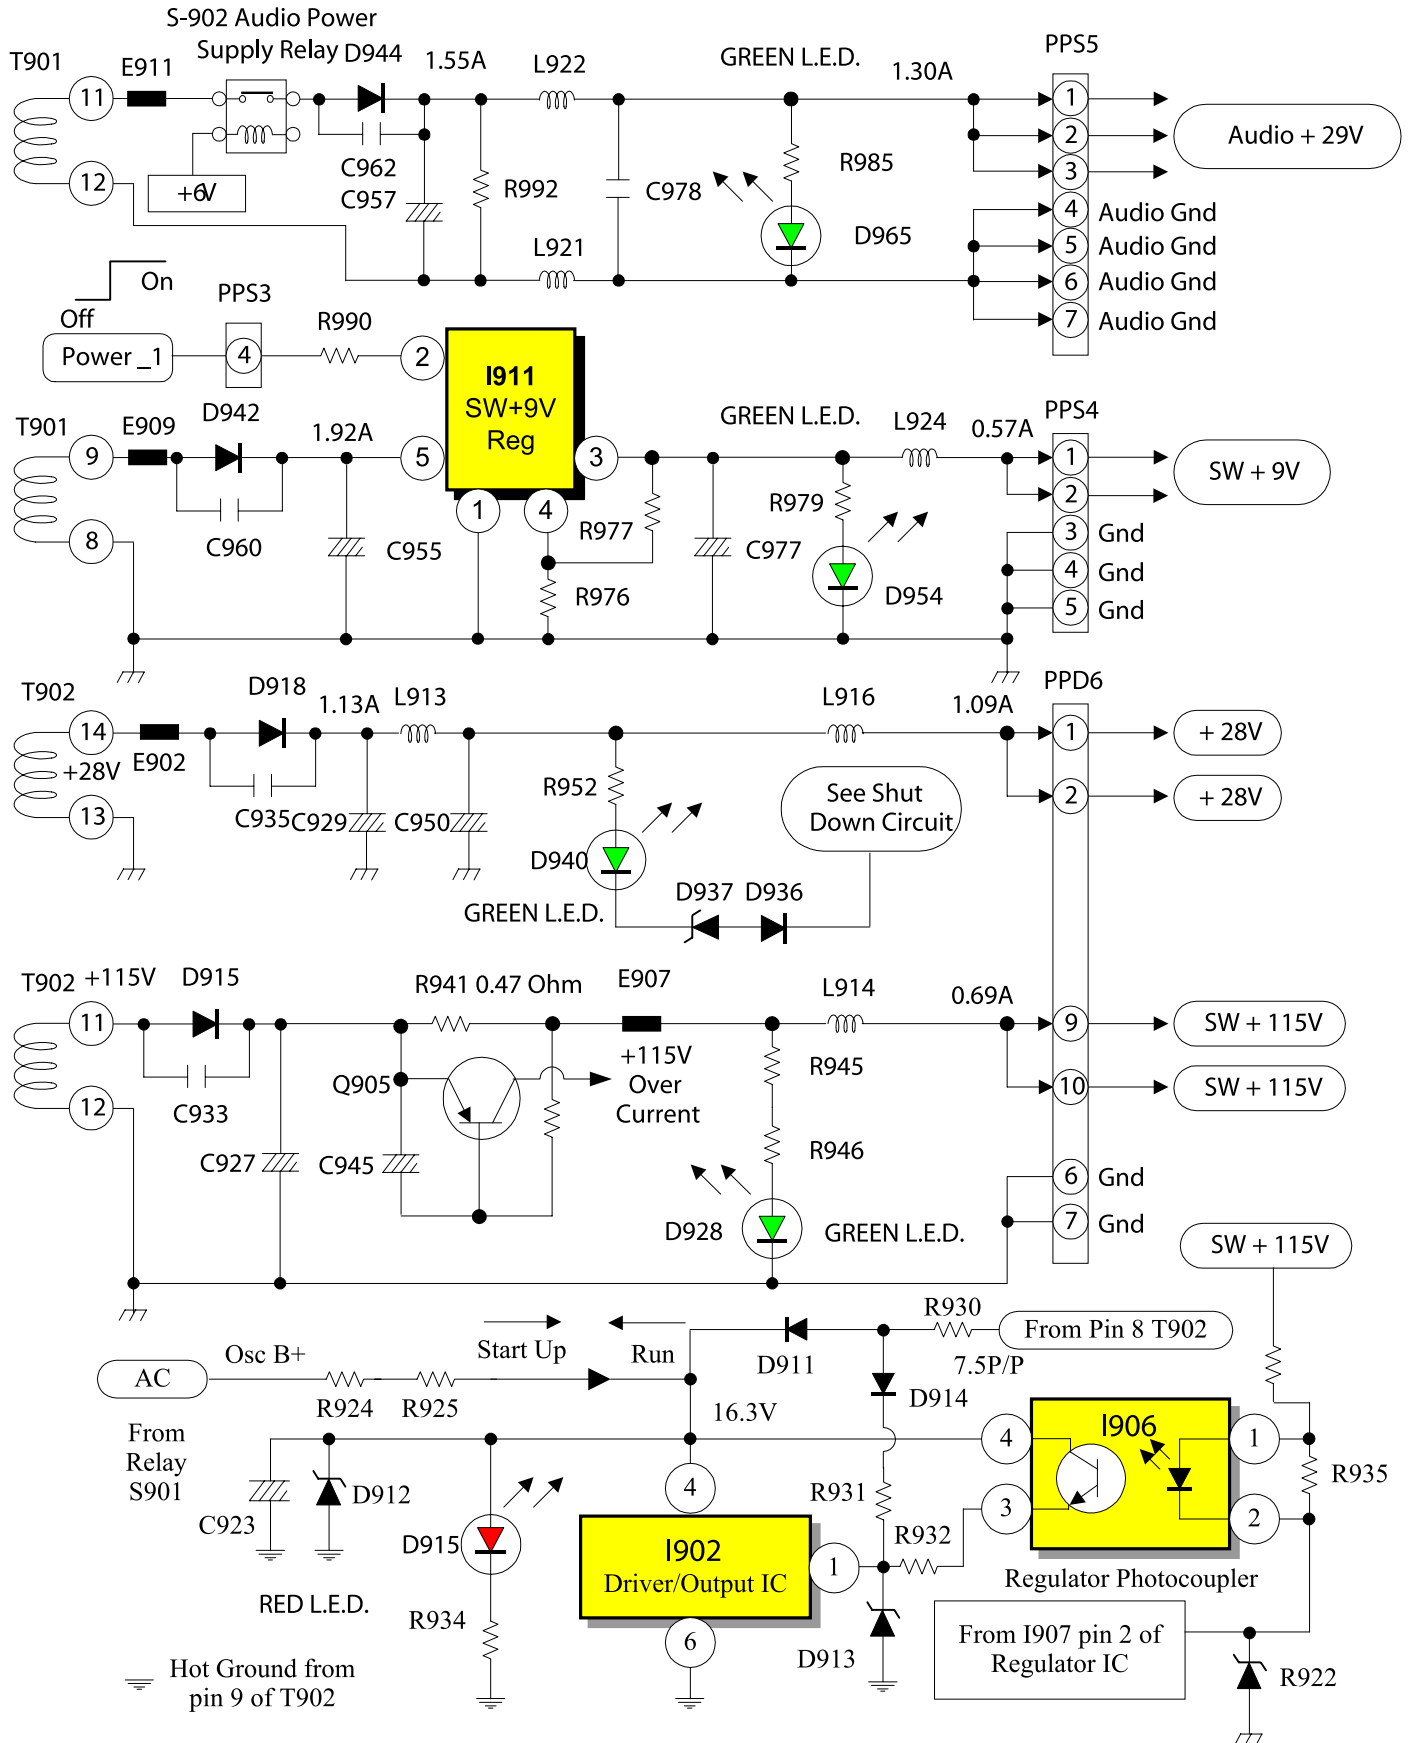 S-902 Audio Power
Supply Relay
D944
T901
E911
1.55A
L922
GREEN L.E.D.
1.30A
PPS5
11
12
+6V
C962
C957
R992
L921
C978
R985
D965
1
2
3
4
5
6
7
Audio + 29V
Audio Gnd
Audio Gnd
Audio Gnd
Audio Gnd
On
Off
PPS3
Power _1
4
R990
2
I911
SW+9V
Reg
T901
E909
D942
1.92A
9
8
5
3
1
4
C960
C955
R977
R976
C977
GREEN L.E.D.
R979
D954
L924
0.57A
PPS4
1
2
3
4
5
SW + 9V
Gnd
Gnd
Gnd
T902
14
+28V
13
E902
D918
1.13A
L913
C935
C929
C950
R952
D940
GREEN L.E.D.
D937
D936
See Shut
Down Circuit
L916
1.09A
PPD6
1
2
+ 28V
+ 28V
T902
+115V
11
12
D915
C933
C927
R941 0.47 Ohm
Q905
C945
E907
+115V
Over
Current
R945
R946
D928
GREEN L.E.D.
L914
0.69A
9
10
6
7
SW + 115V
SW + 115V
Gnd
Gnd
SW + 115V
AC
Osc B+
R924
R925
Start Up
Run
D911
R930
From Pin 8 T902
7.5P/P
D914
16.3V
From
Relay
S901
C923
D912
D915
RED L.E.D.
R934
4
I902
Driver/Output IC
1
6
R931
R932
D913
4
3
I906
1
2
R935
Regulator Photocoupler
From I907 pin 2 of
Regulator IC
R922
Hot Ground from
pin 9 of T902